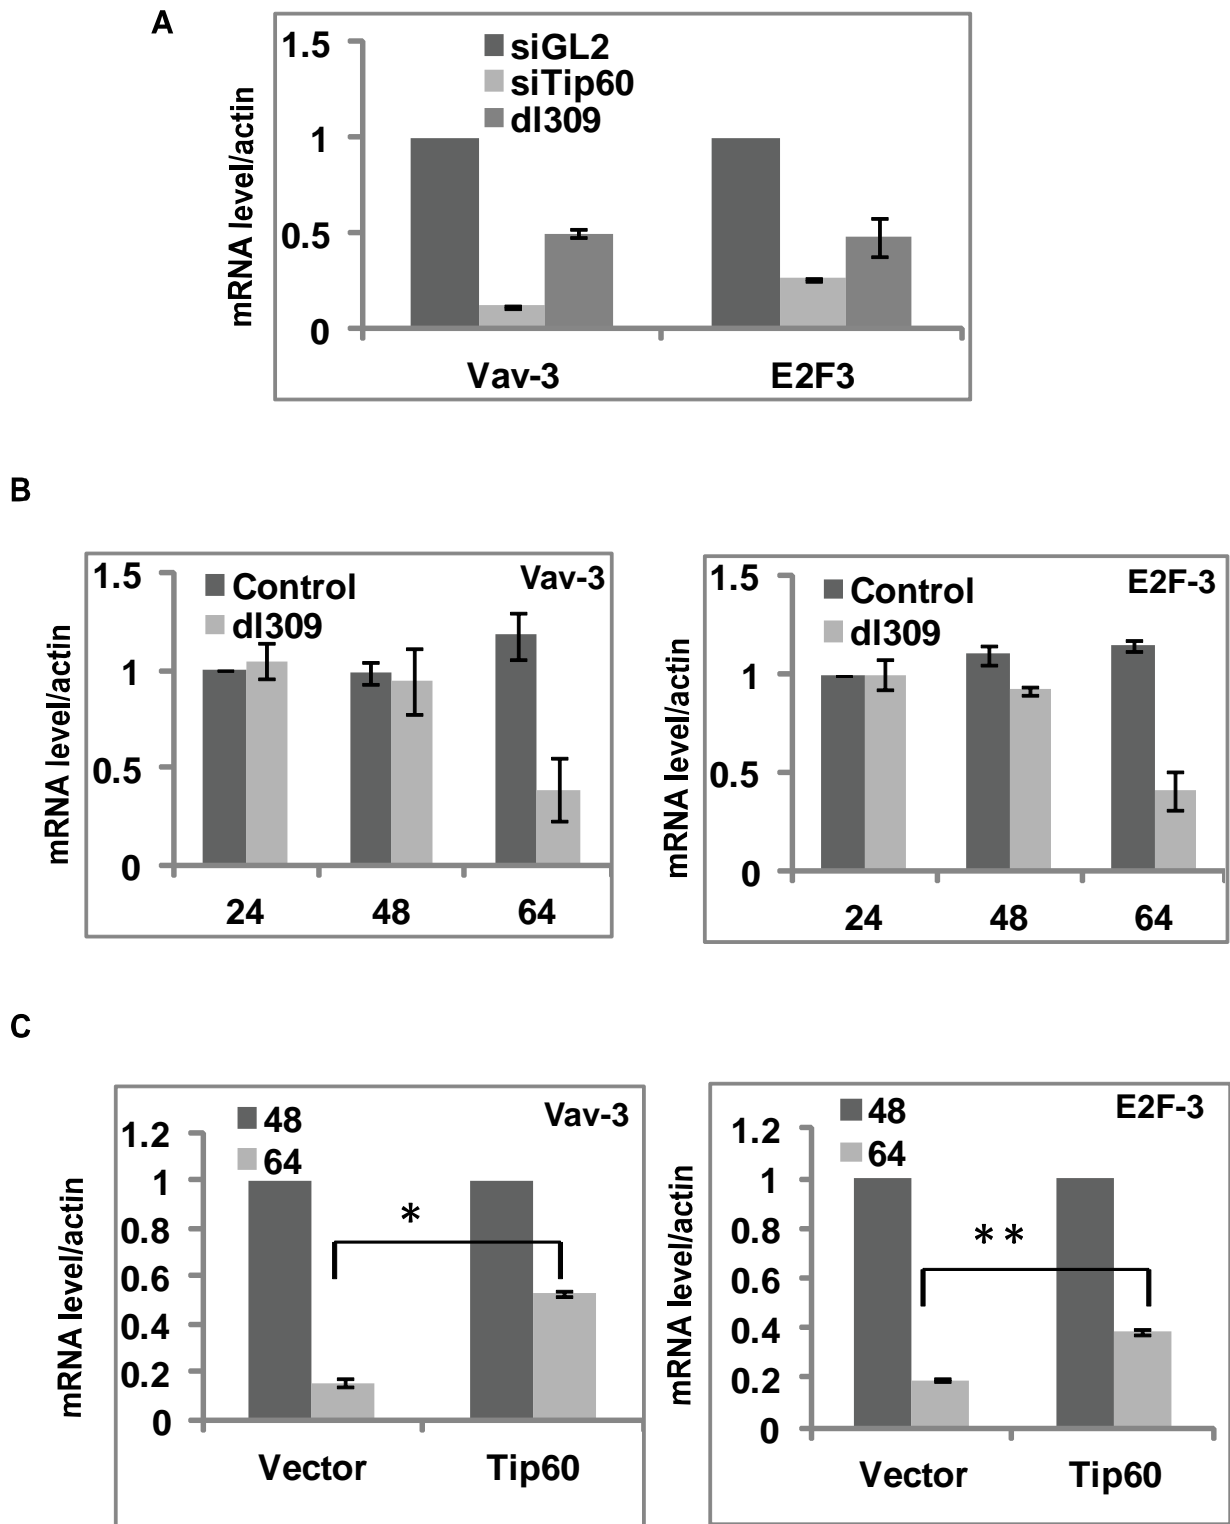 A
1.5
siGL2
siTip60
dl309
1
0.5
0
mRNA level/actin
Vav-3
E2F3
B
1.5
Control
dl309
Vav-3
1
0.5
0
mRNA level/actin
24
48
64
1.5
Control
dl309
E2F-3
1
0.5
0
mRNA level/actin
24
48
64
C
48
64
Vav-3
1.2
1
0.8
0.6
0.4
0.2
0
*
mRNA level/actin
Vector
Tip60
48
64
E2F-3
1.2
1
0.8
0.6
0.4
0.2
0
**
mRNA level/actin
Vector
Tip60